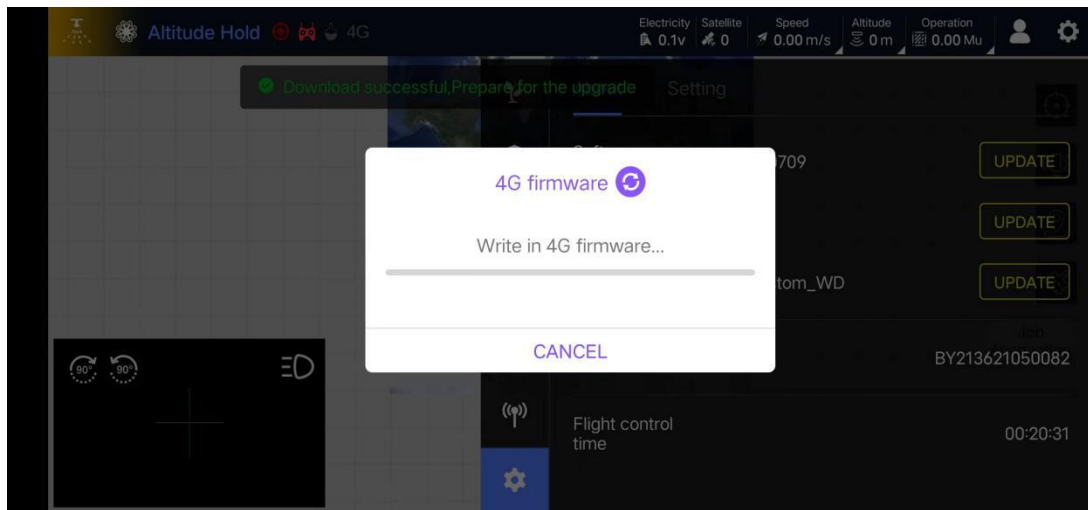 Altitude Hold 4G
Electricity Satellite Speed Altitude Operation
0.1v 0 0.00 m/s 0 m 0.00 Mu
Download successful,Prepare for the upgrade
Setting
709 UPDATE
4G firmware
UPDATE
Write in 4G firmware...
tom_WD UPDATE
CANCEL
BY213621050082
90° 90°
Flight control
time
00:20:31